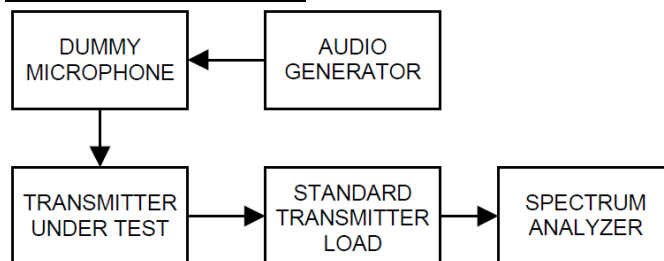 DUMMY
MICROPHONE
AUDIO
GENERATOR
TRANSMITTER
UNDER TEST
STANDARD
TRANSMITTER
LOAD
SPECTRUM
ANALYZER